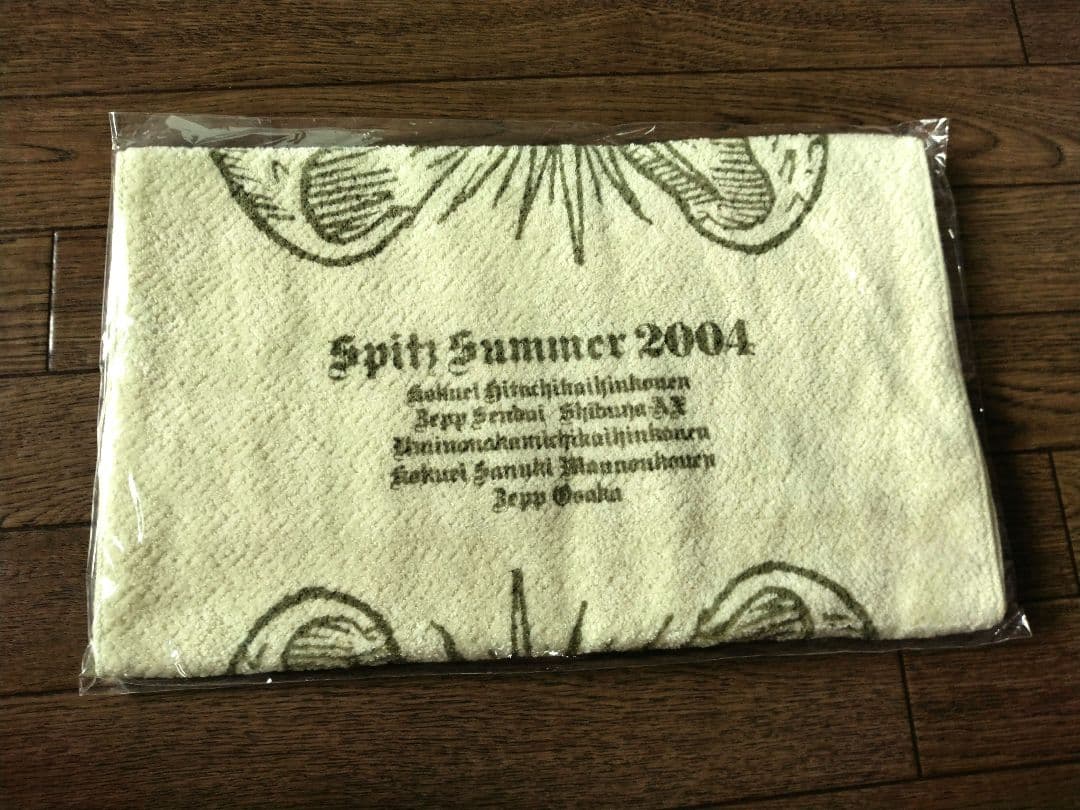 Spitz Summer 2004
Kokuei Hitachikaihinkouen
Zepp Sendai Shibuya-AX
Uminonakamichikaihinkouen
Kokuei Sanuki Mannoukouen
Zepp Osaka